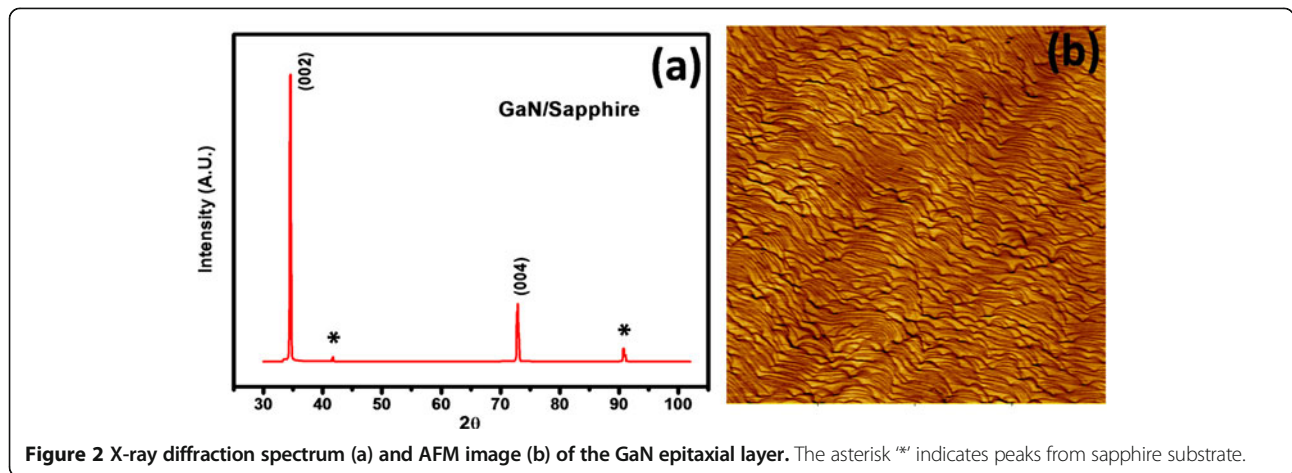 (a)
(002)
GaN/Sapphire
Intensity (A.U.)
(004)
*
*
30 40 50 60 70 80 90 100
2θ
(b)
Figure 2 X-ray diffraction spectrum (a) and AFM image (b) of the GaN epitaxial layer. The asterisk ‘*’ indicates peaks from sapphire substrate.